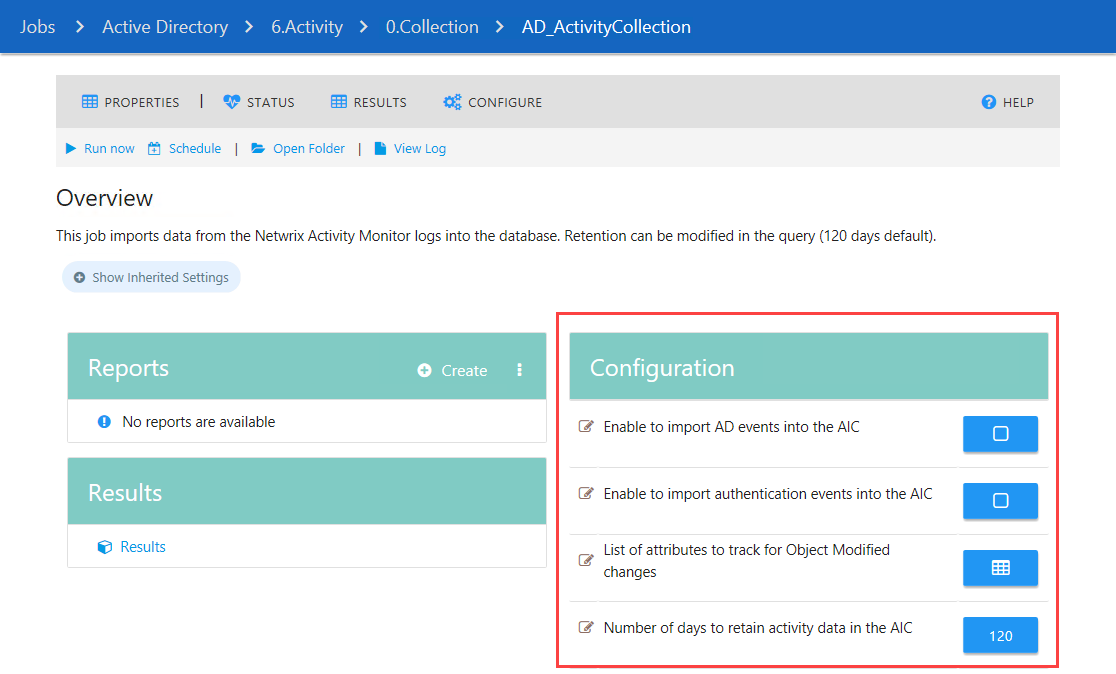 Jobs > Active Directory > 6.Activity > 0.Collection > AD_ActivityCollection
PROPERTIES | STATUS RESULTS CONFIGURE HELP
Run now Schedule | Open Folder | View Log
Overview
This job imports data from the Netwrix Activity Monitor logs into the database. Retention can be modified in the query (120 days default).
Show Inherited Settings
Reports Create
No reports are available
Results
Results
Configuration
Enable to import AD events into the AIC
Enable to import authentication events into the AIC
List of attributes to track for Object Modified
changes
Number of days to retain activity data in the AIC 120